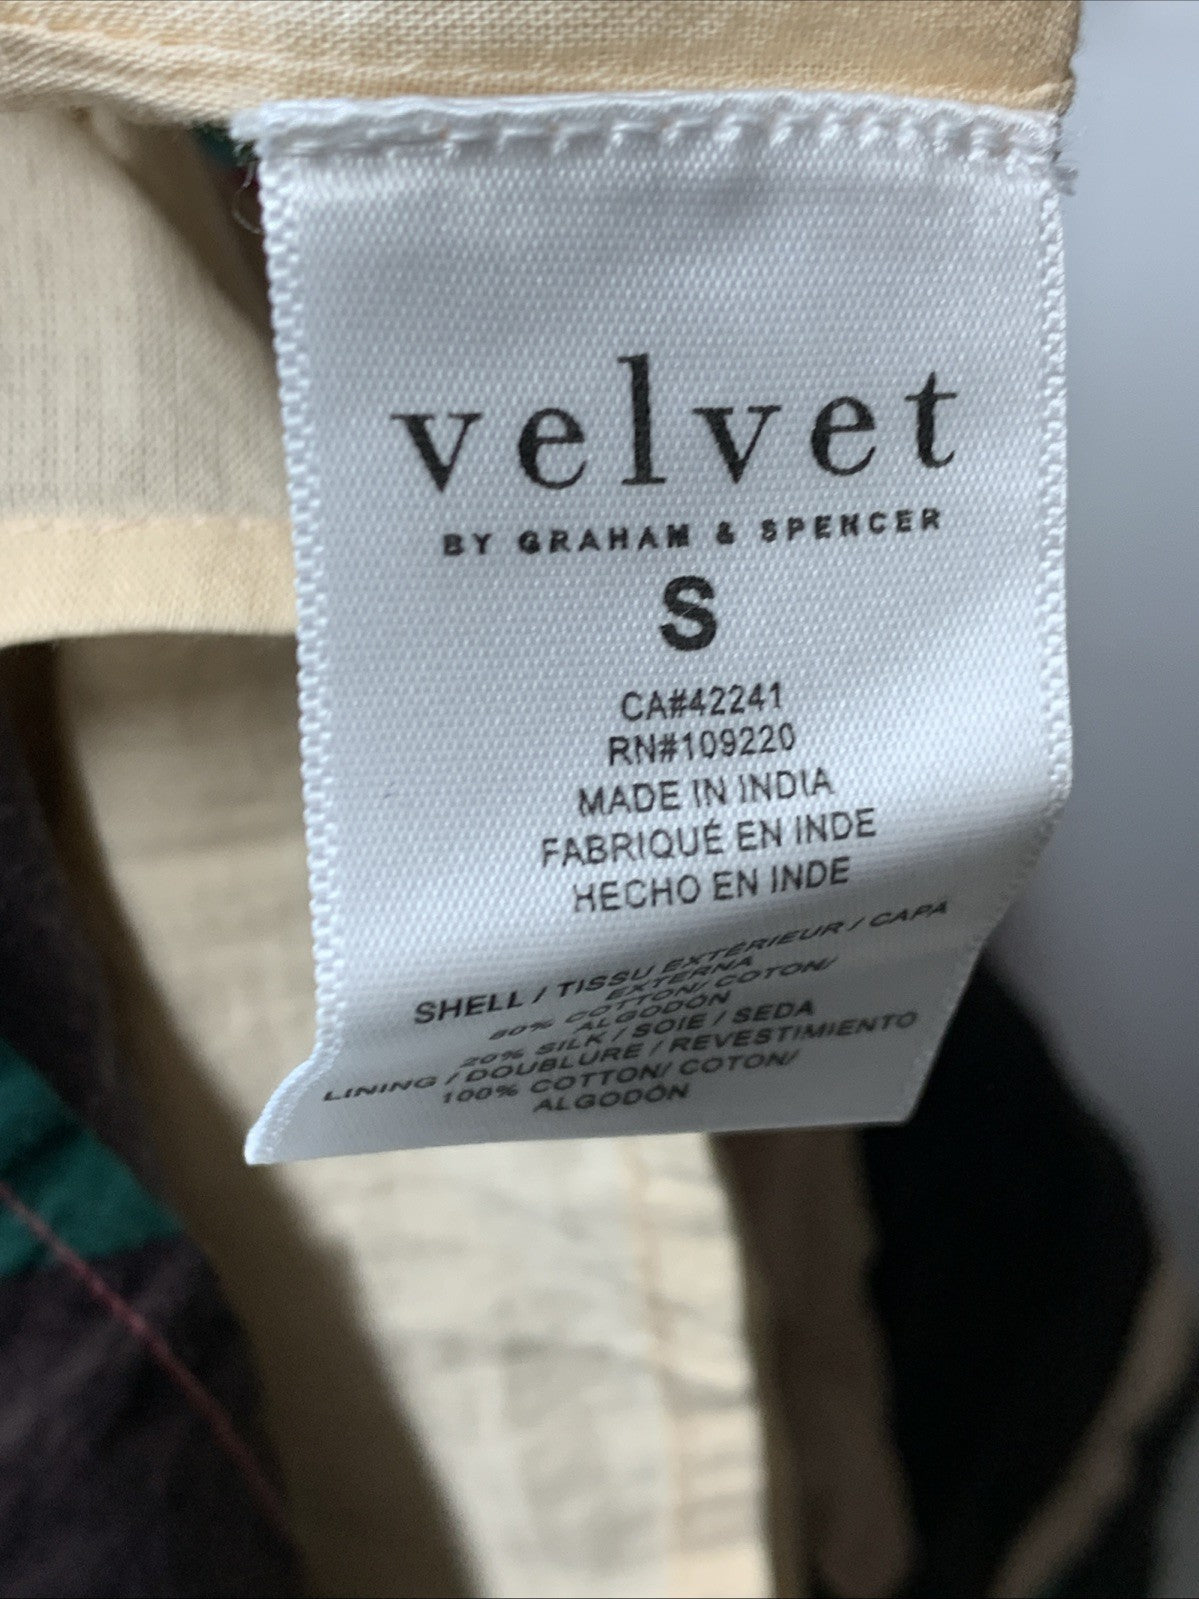 velvet
BY GRAHAM & SPENCER
S
CA#42241
RN#109220
MADE IN INDIA
FABRIQUÉ EN INDE
HECHO EN INDE
SHELL / TISSU EXTÉRIEUR / CAPA
EXTERNA
80% COTTON/ COTON/
ALGODÓN
20% SILK / SOIE / SEDA
LINING / DOUBLURE / REVESTIMIENTO
100% COTTON/ COTON/
ALGODÓN